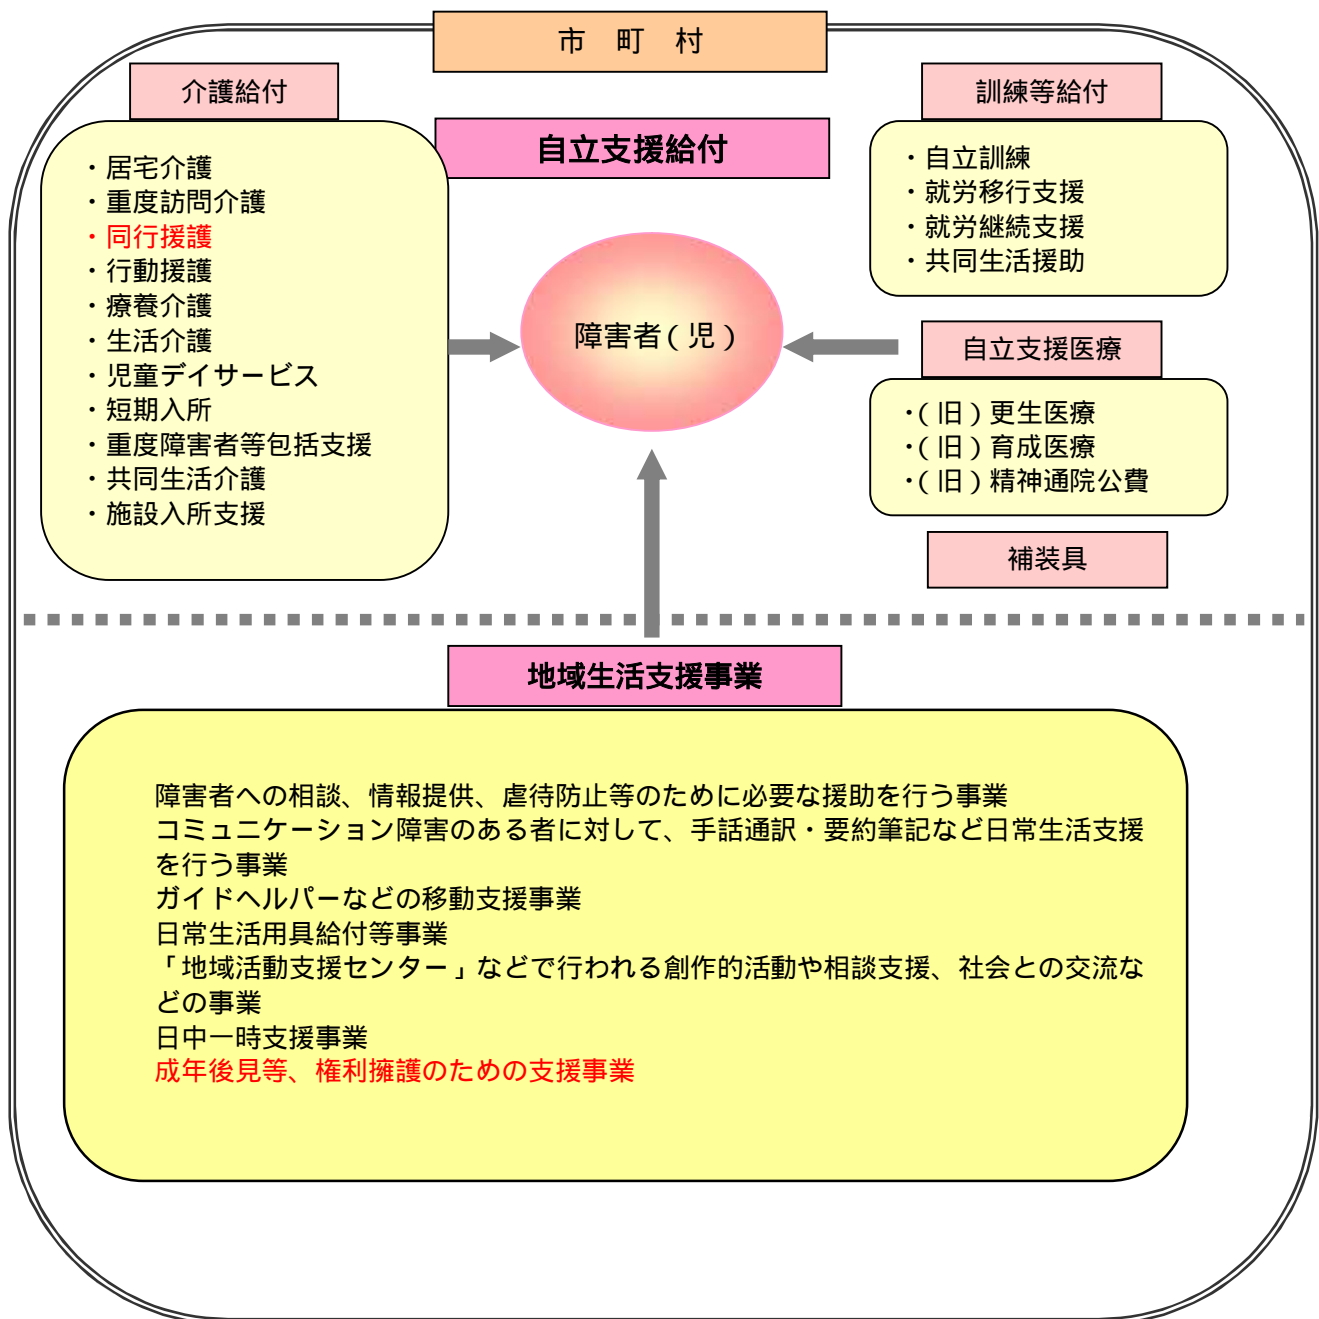 市　町　村
介護給付
・居宅介護
・重度訪問介護
・同行援護
・行動援護
・療養介護
・生活介護
・児童デイサービス
・短期入所
・重度障害者等包括支援
・共同生活介護
・施設入所支援
自立支援給付
障害者（児）
訓練等給付
・自立訓練
・就労移行支援
・就労継続支援
・共同生活援助
自立支援医療
・（旧）更生医療
・（旧）育成医療
・（旧）精神通院公費
補装具
地域生活支援事業
障害者への相談、情報提供、虐待防止等のために必要な援助を行う事業
コミュニケーション障害のある者に対して、手話通訳・要約筆記など日常生活支援
を行う事業
ガイドヘルパーなどの移動支援事業
日常生活用具給付等事業
「地域活動支援センター」などで行われる創作的活動や相談支援、社会との交流な
どの事業
日中一時支援事業
成年後見等、権利擁護のための支援事業